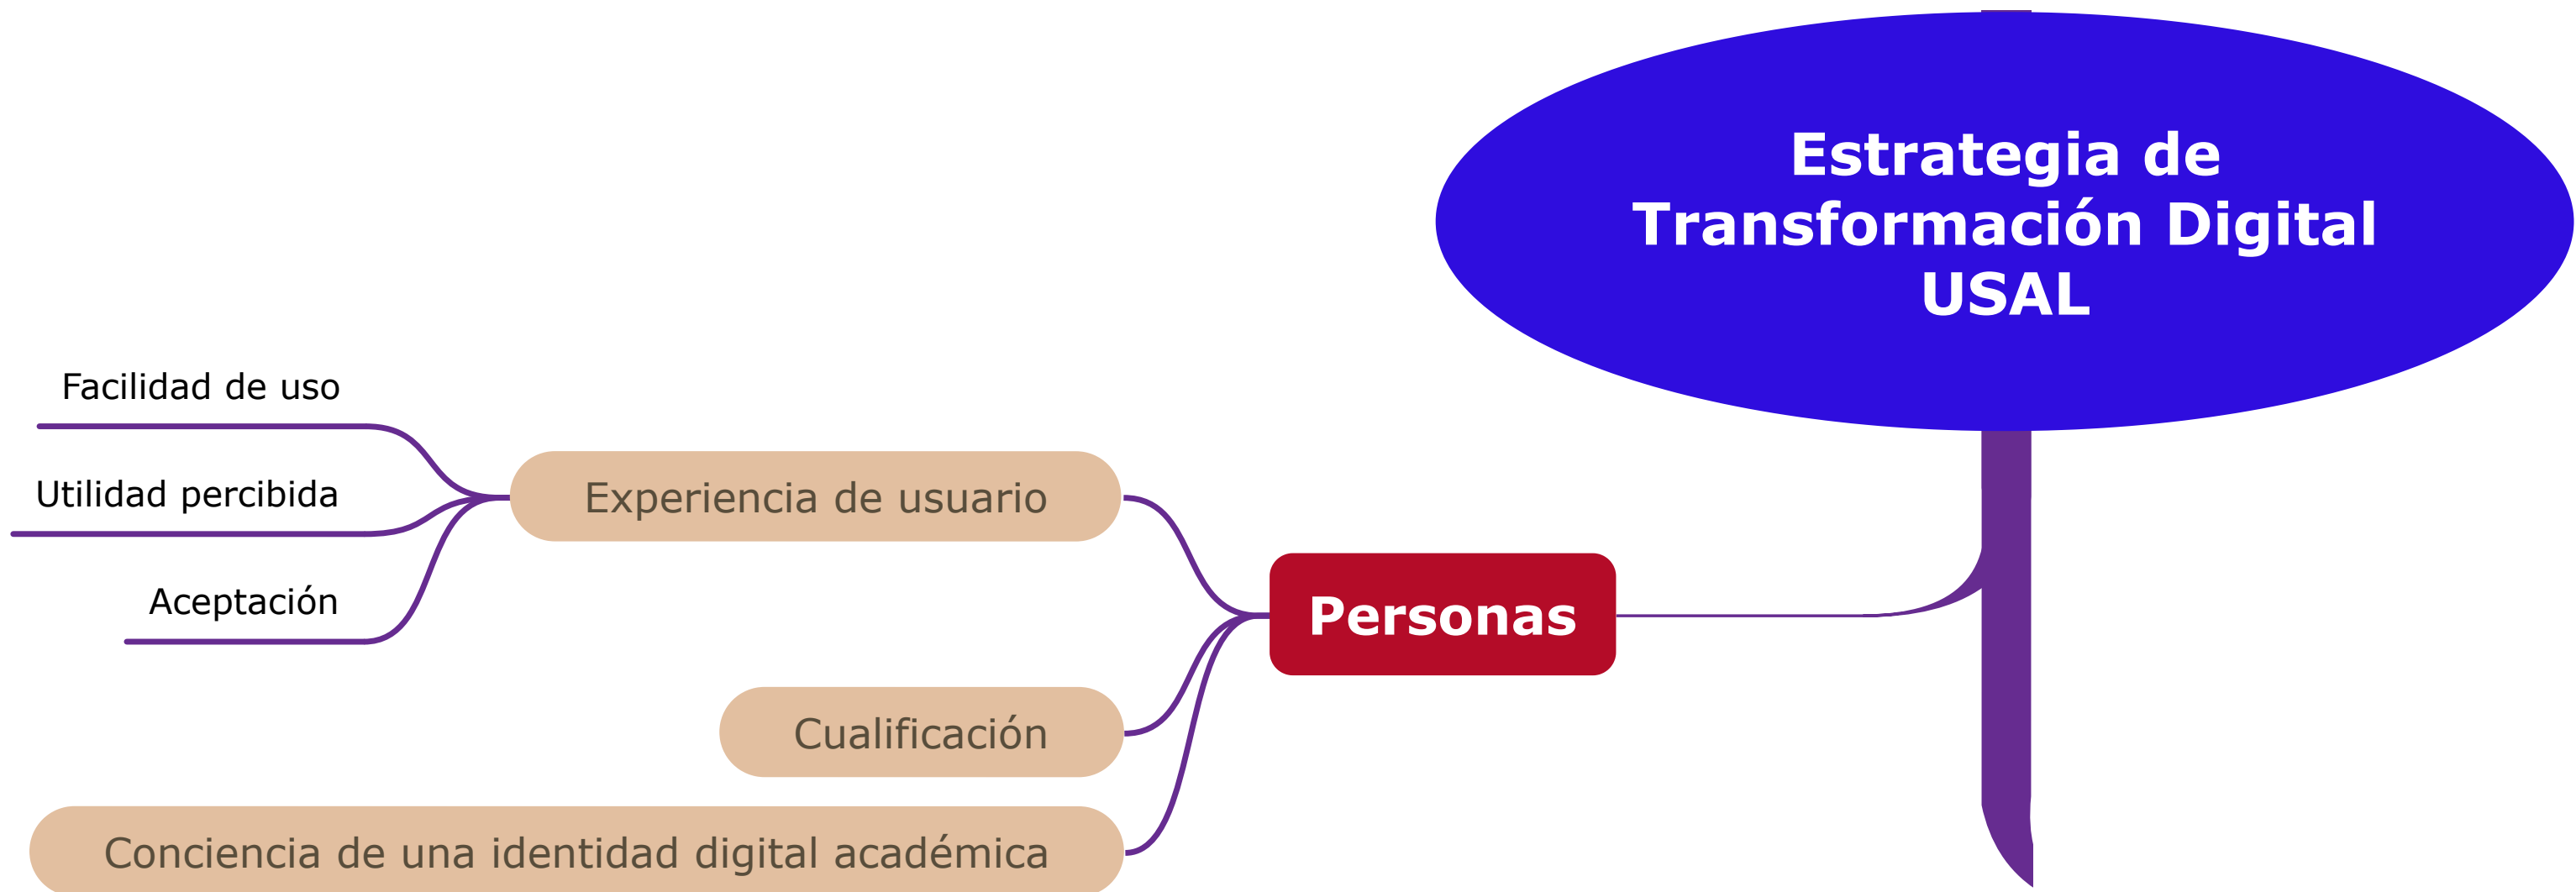 Estrategia de
Transformación Digital
USAL
Facilidad de uso
Utilidad percibida
Aceptación
Experiencia de usuario
Personas
Cualificación
Conciencia de una identidad digital académica